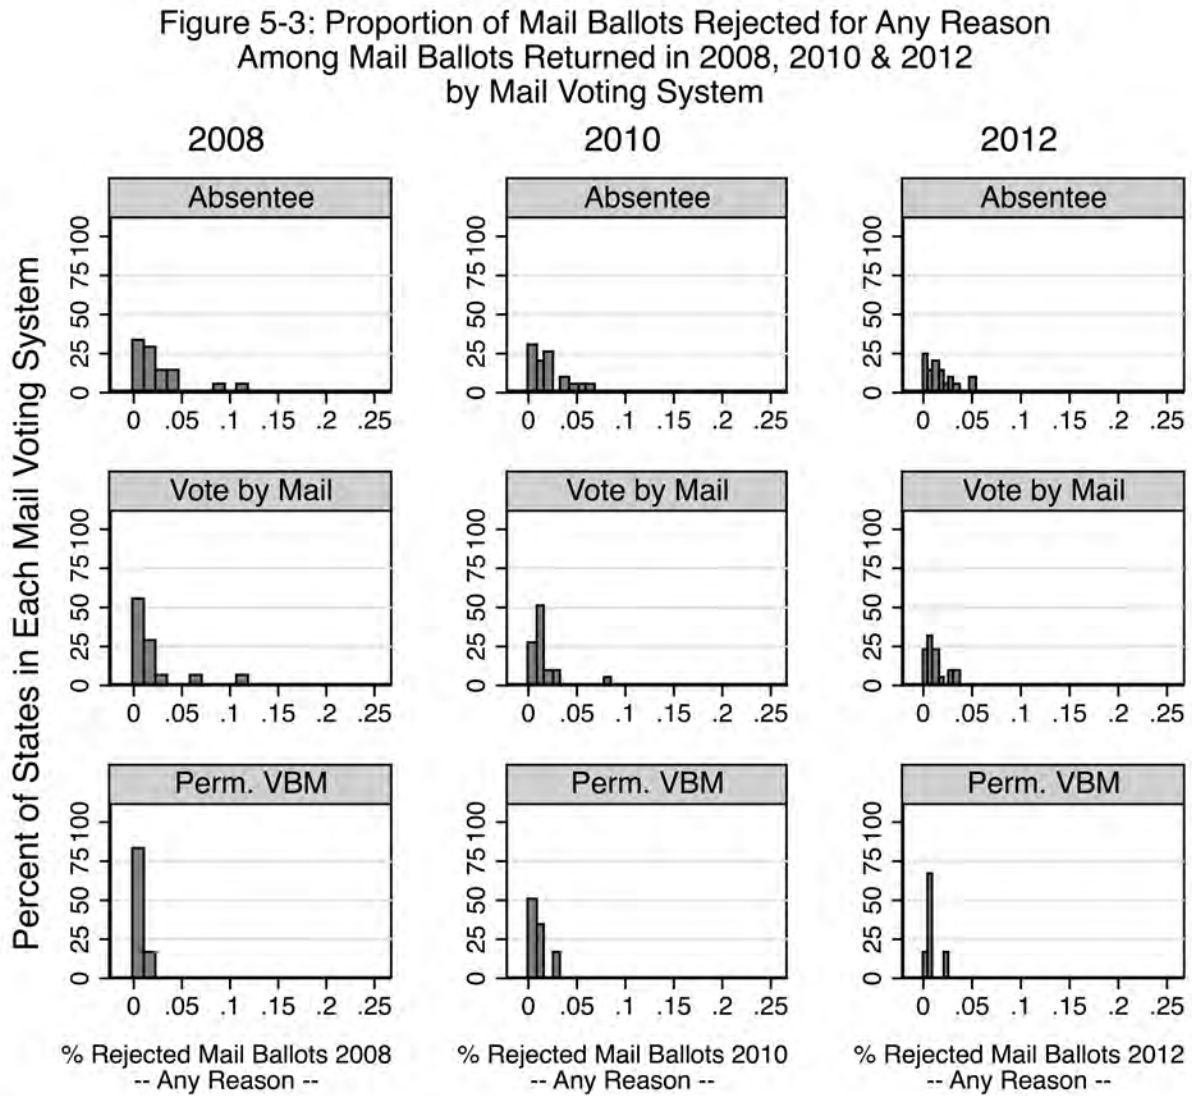 Figure 5-3: Proportion of Mail Ballots Rejected for Any Reason
Among Mail Ballots Returned in 2008, 2010 & 2012
by Mail Voting System
2008 2010 2012
Percent of States in Each Mail Voting System
Absentee Absentee Absentee
100 100 100
75 75 75
50 50 50
25 25 25
0 0 0
0 .05 .1 .15 .2 .25 0 .05 .1 .15 .2 .25 0 .05 .1 .15 .2 .25
Vote by Mail Vote by Mail Vote by Mail
100 100 100
75 75 75
50 50 50
25 25 25
0 0 0
0 .05 .1 .15 .2 .25 0 .05 .1 .15 .2 .25 0 .05 .1 .15 .2 .25
Perm. VBM Perm. VBM Perm. VBM
100 100 100
75 75 75
50 50 50
25 25 25
0 0 0
0 .05 .1 .15 .2 .25 0 .05 .1 .15 .2 .25 0 .05 .1 .15 .2 .25
% Rejected Mail Ballots 2008 % Rejected Mail Ballots 2010 % Rejected Mail Ballots 2012
-- Any Reason -- -- Any Reason -- -- Any Reason --